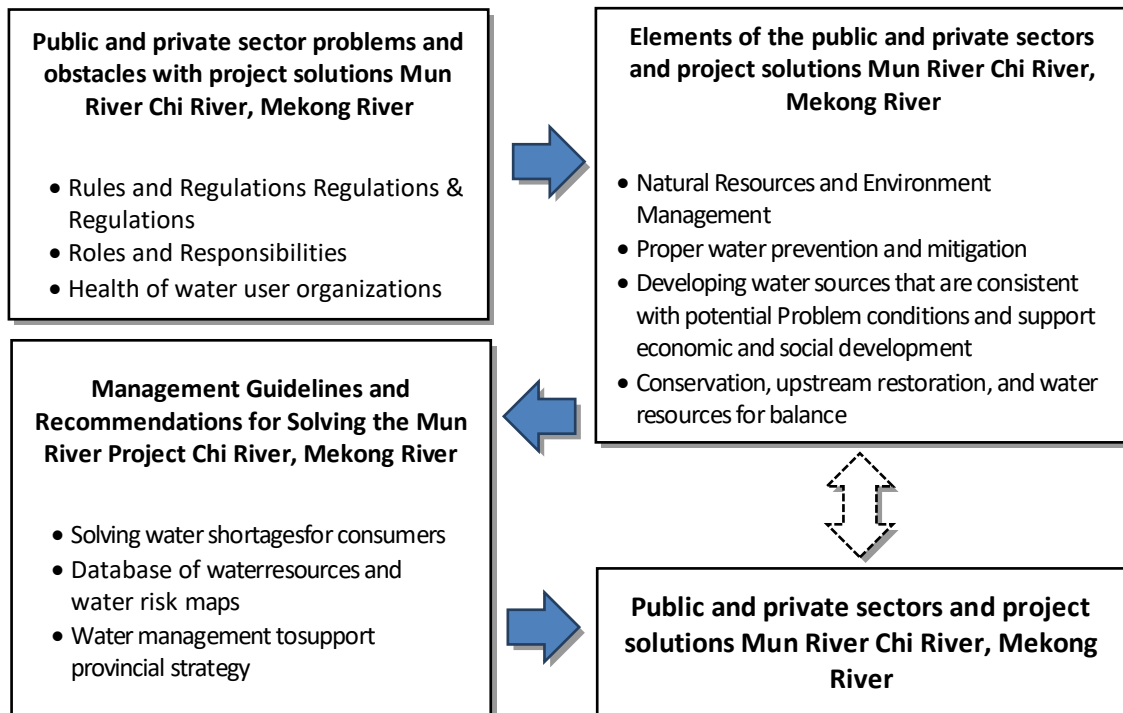 Public and private sector problems and
obstacles with project solutions Mun
River Chi River, Mekong River
• Rules and Regulations Regulations &
Regulations
• Roles and Responsibilities
• Health of water user organizations
Elements of the public and private sectors
and project solutions Mun River Chi River,
Mekong River
• Natural Resources and Environment
Management
• Proper water prevention and mitigation
• Developing water sources that are consistent
with potential Problem conditions and support
economic and social development
• Conservation, upstream restoration, and water
resources for balance
Management Guidelines and
Recommendations for Solving the Mun
River Project Chi River, Mekong River
• Solving water shortagesfor consumers
• Database of waterresources and
water risk maps
• Water management tosupport
provincial strategy
Public and private sectors and project
solutions Mun River Chi River, Mekong
River